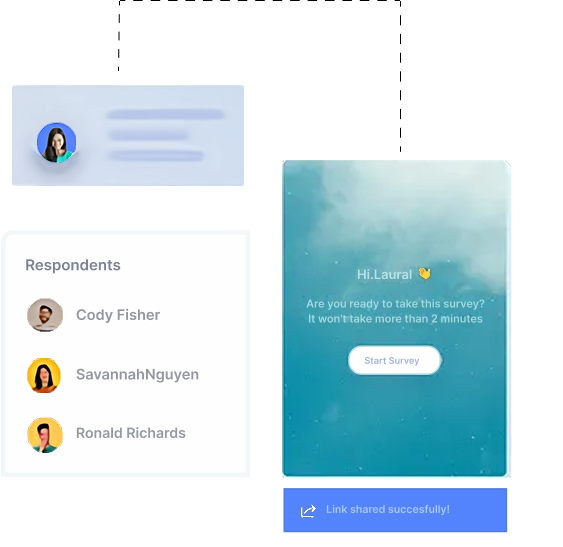 Respondents
Cody Fisher
SavannahNguyen
Ronald Richards
Hi.Laural 👋
Are you ready to take this survey?
It won't take more than 2 minutes
Start Survey
Link shared succesfully!